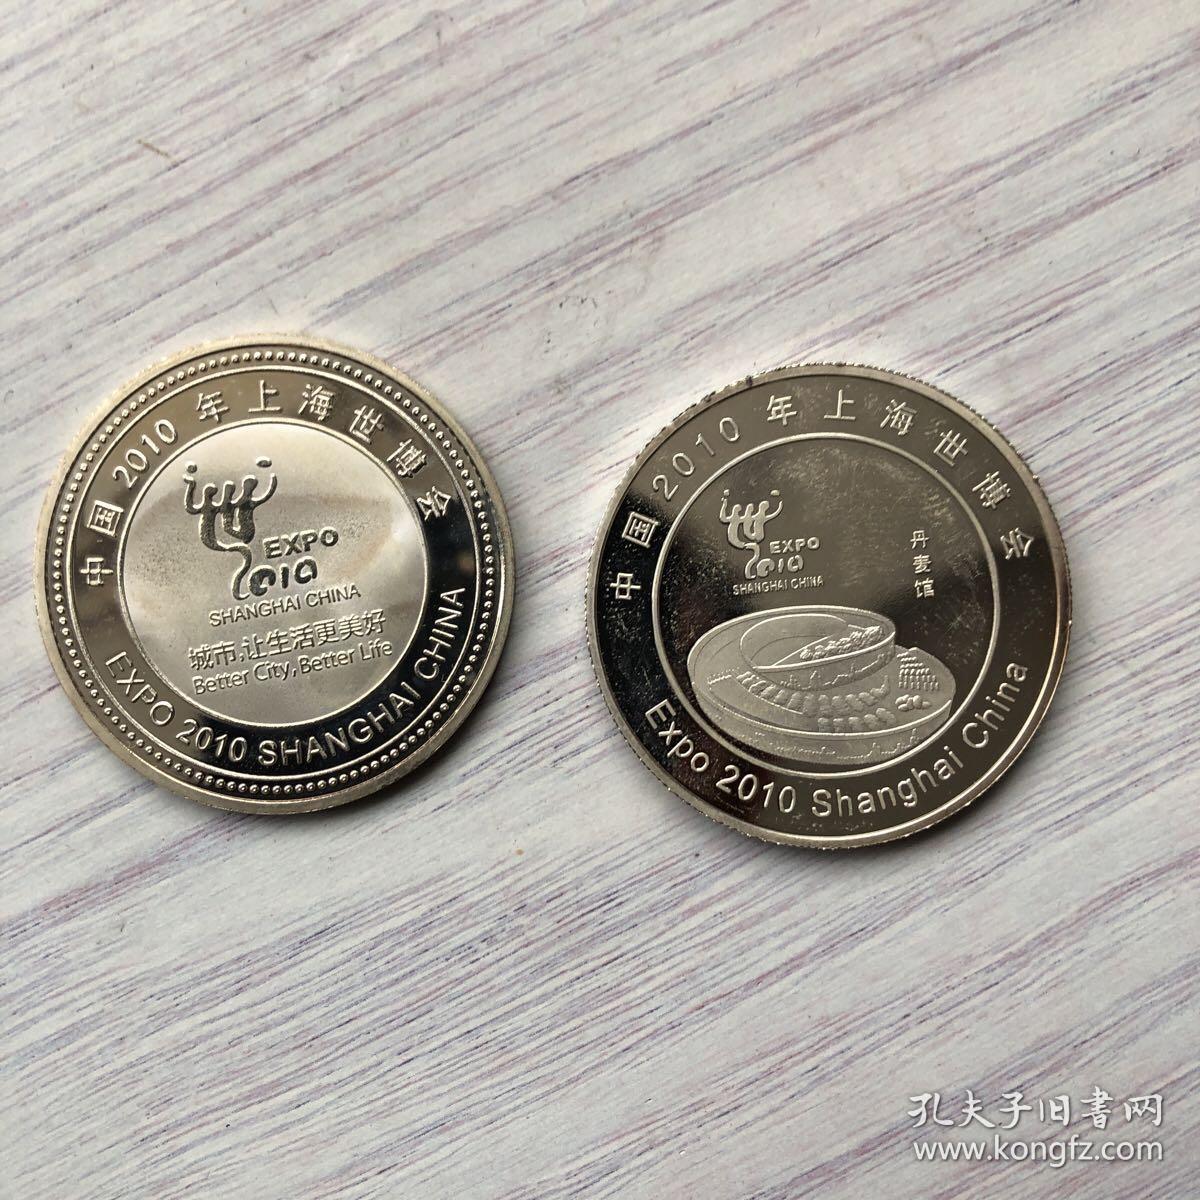 中国2010年上海世博会
EXPO
2010
SHANGHAI CHINA
城市,让生活更美好
Better City, Better Life
EXPO 2010 SHANGHAI CHINA
中国2010年上海世博会
EXPO
2010
SHANGHAI CHINA
丹麦馆
Expo 2010 Shanghai China
孔夫子旧書网
www.kongfz.com